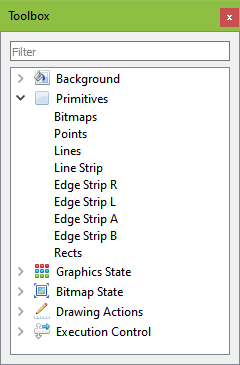 Toolbox
x
Filter
Background
Primitives
Bitmaps
Points
Lines
Line Strip
Edge Strip R
Edge Strip L
Edge Strip A
Edge Strip B
Rects
Graphics State
Bitmap State
Drawing Actions
Execution Control